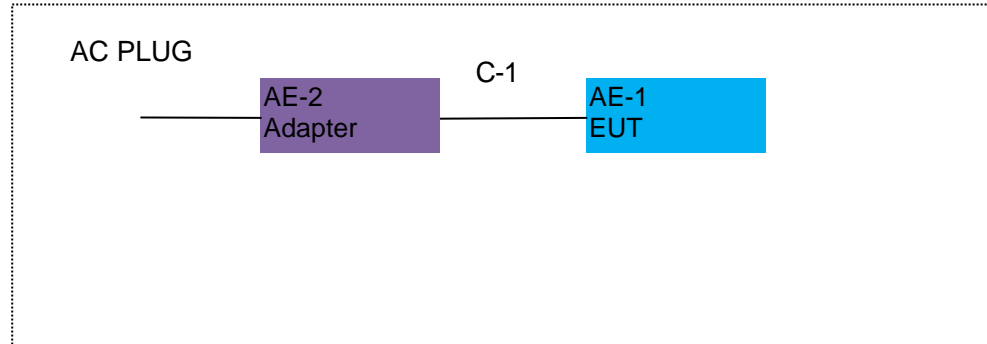 AC PLUG
C-1
AE-2
Adapter
AE-1
EUT